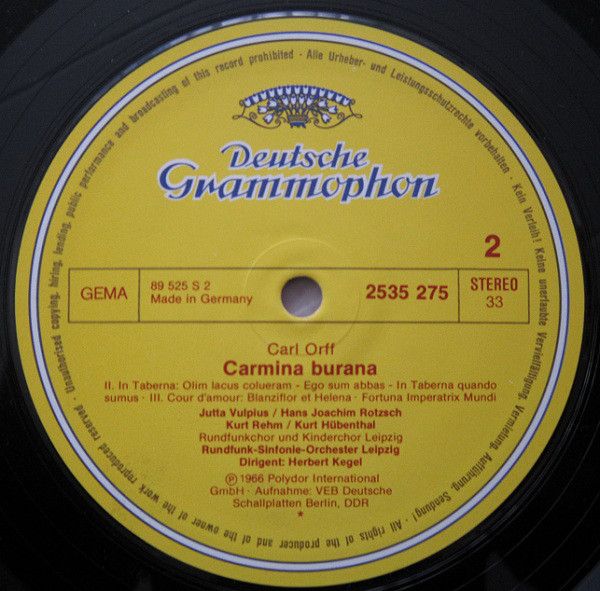 Unauthorised copying, hiring, lending, public performance and broadcasting of this record prohibited - Alle Urheber- und Leistungsschutzrechte vorbehalten · Kein Verleih! Keine unerlaubte Vervielfältigung, Vermietung, Aufführung, Sendung! All rights of the producer and of the owner of the work reproduced reserved ·
Deutsche
Grammophon
2
GEMA
89 525 S 2
Made in Germany
2535 275
STEREO
33
Carl Orff
Carmina burana
II. In Taberna: Olim lacus colueram - Ego sum abbas - In Taberna quando
sumus · III. Cour d'amour: Blanziflor et Helena · Fortuna Imperatrix Mundi
Jutta Vulpius / Hans Joachim Rotzsch
Kurt Rehm / Kurt Hübenthal
Rundfunkchor und Kinderchor Leipzig
Rundfunk-Sinfonie-Orchester Leipzig
Dirigent: Herbert Kegel
Ⓟ 1966 Polydor International
GmbH · Aufnahme: VEB Deutsche
Schallplatten Berlin, DDR
*